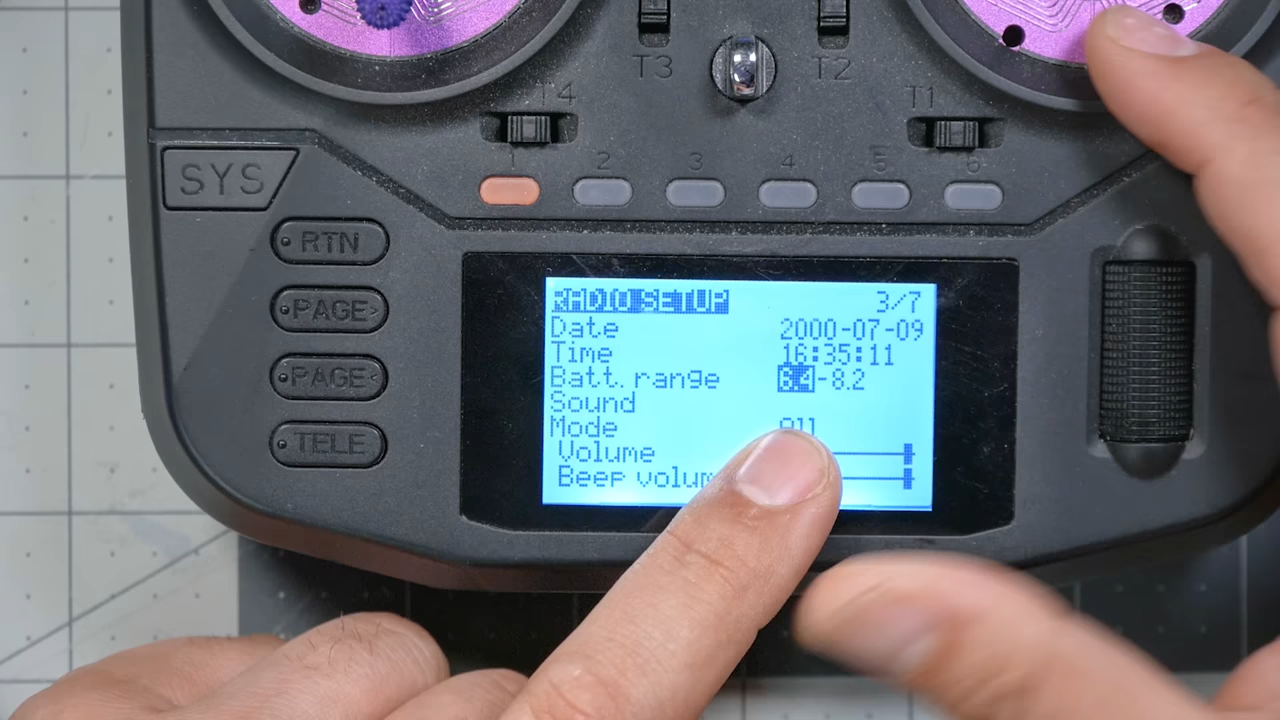 T3 T2
T4 T1
SYS 1 2 3 4 5 6
RTN
PAGE>
PAGE<
TELE
RADIO SETUP 3/7
Date 2000-07-09
Time 16:35:11
Batt. range 6.4-8.2
Sound
Mode All
Volume
Beep volum